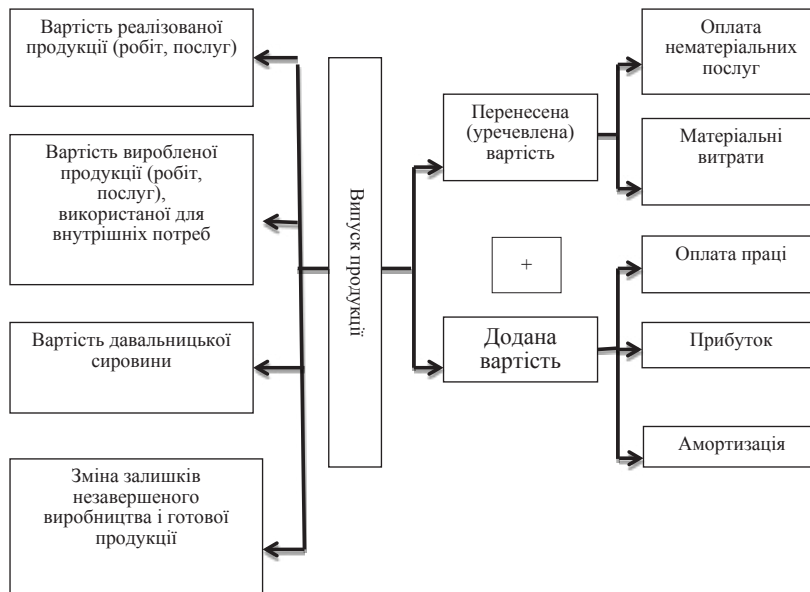 Вартість реалізованої
продукції (робіт, послуг)
Вартість виробленої
продукції (робіт,
послуг),
використаної для
внутрішніх потреб
Вартість давальницької
сировини
Зміна залишків
незавершеного
виробництва і готової
продукції
Випуск продукції
Перенесена
(уречевлена)
вартість
+
Додана
вартість
Оплата
нематеріальних
послуг
Матеріальні
витрати
Оплата праці
Прибуток
Амортизація